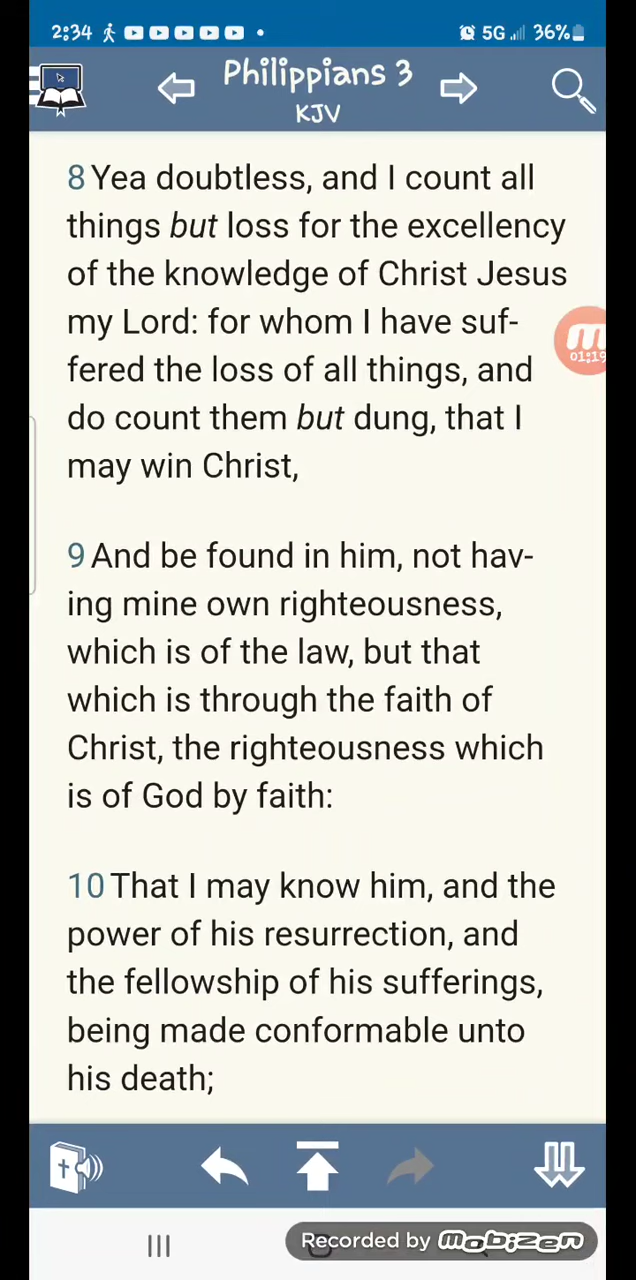 2:34 5G 36%
Philippians 3
KJV
8 Yea doubtless, and I count all
things but loss for the excellency
of the knowledge of Christ Jesus
my Lord: for whom I have suf-
fered the loss of all things, and
do count them but dung, that I
may win Christ,
01:19
9 And be found in him, not hav-
ing mine own righteousness,
which is of the law, but that
which is through the faith of
Christ, the righteousness which
is of God by faith:
10 That I may know him, and the
power of his resurrection, and
the fellowship of his sufferings,
being made conformable unto
his death;
Recorded by mobizen